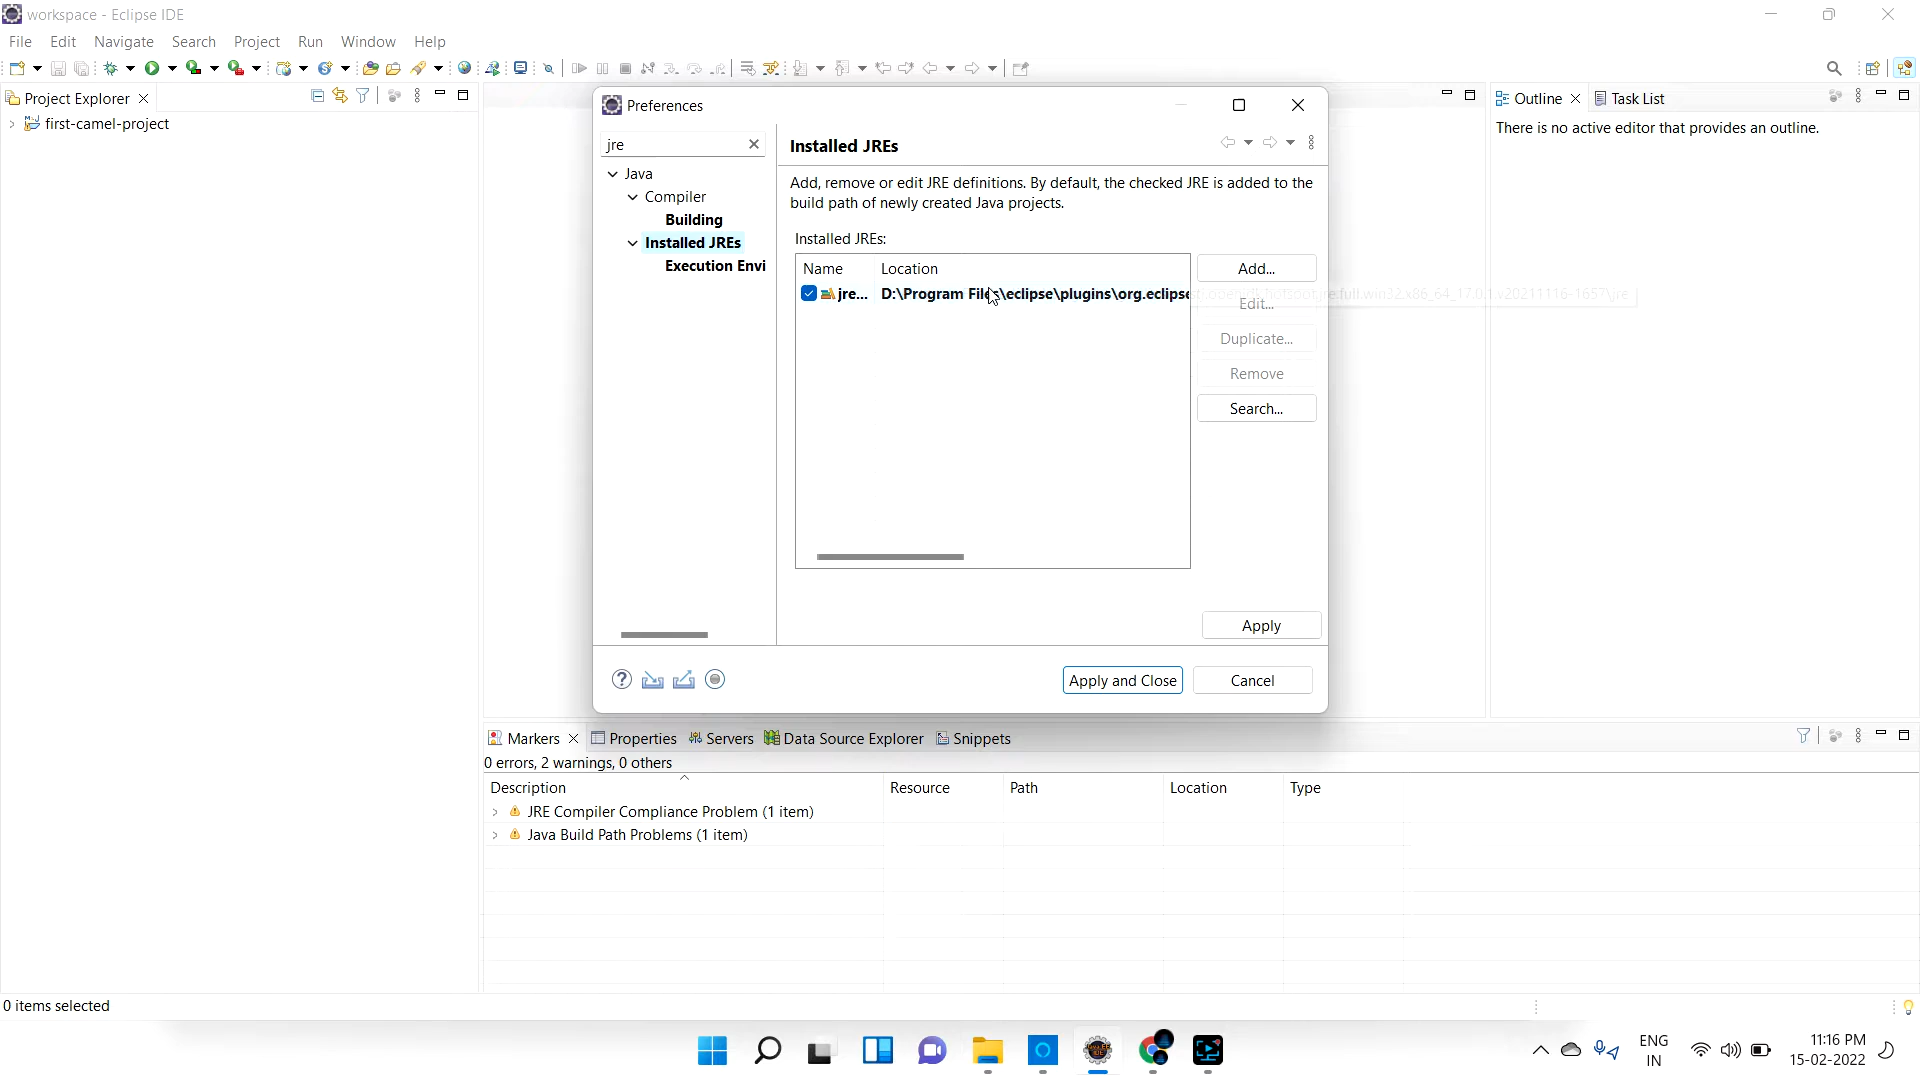 workspace - Eclipse IDE
File Edit Navigate Search Project Run Window Help
Project Explorer
first-camel-project
Preferences
jre
Java
Compiler
Building
Installed JREs
Execution Envi
Installed JREs
Add, remove or edit JRE definitions. By default, the checked JRE is added to the
build path of newly created Java projects.
Installed JREs:
Name Location
jre... D:\Program Files\eclipse\plugins\org.eclipse
Add...
Edit...
Duplicate...
Remove
Search...
Apply
Apply and Close Cancel
Outline Task List
There is no active editor that provides an outline.
Markers Properties Servers Data Source Explorer Snippets
0 errors, 2 warnings, 0 others
Description Resource Path Location Type
JRE Compiler Compliance Problem (1 item)
Java Build Path Problems (1 item)
0 items selected
ENG
IN
11:16 PM
15-02-2022